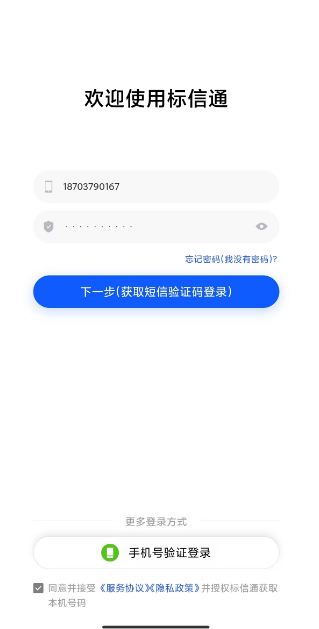 欢迎使用标信通
18703790167
··········
忘记密码(我没有密码)?
下一步(获取短信验证码登录)
更多登录方式
手机号验证登录
同意并接受《服务协议》《隐私政策》并授权标信通获取
本机号码